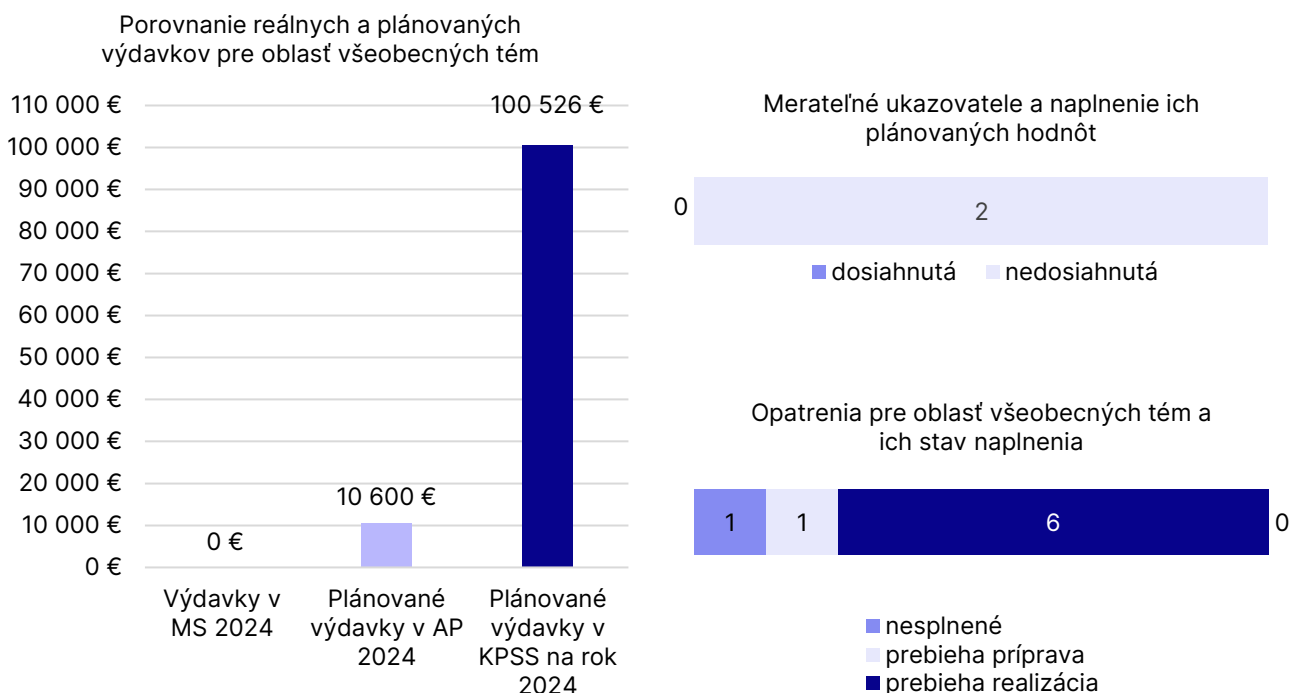 Porovnanie reálnych a plánovaných
výdavkov pre oblasť všeobecných tém
110 000 €
100 000 €
90 000 €
80 000 €
70 000 €
60 000 €
50 000 €
40 000 €
30 000 €
20 000 €
10 000 €
0 €
0 €
10 600 €
100 526 €
Výdavky v
MS 2024
Plánované
výdavky v AP
2024
Plánované
výdavky v
KPSS na rok
2024
Merateľné ukazovatele a naplnenie ich
plánovaných hodnôt
0
2
dosiahnutá
nedosiahnutá
Opatrenia pre oblasť všeobecných tém a
ich stav naplnenia
1
1
6
0
nesplnené
prebieha príprava
prebieha realizácia